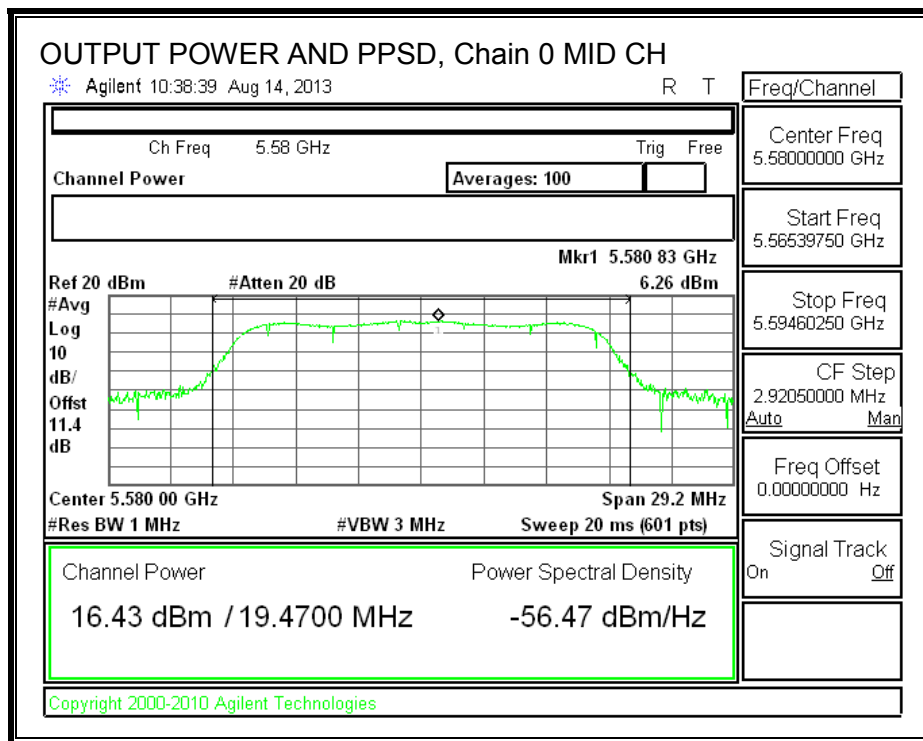 OUTPUT POWER AND PPSD, Chain 0 MID CH
Agilent 10:38:39 Aug 14, 2013 R T
Freq/Channel
Ch Freq 5.58 GHz Trig Free
Channel Power Averages: 100
Center Freq
5.58000000 GHz
Start Freq
5.56539750 GHz
Mkr1 5.580 83 GHz
Ref 20 dBm #Atten 20 dB 6.26 dBm
Stop Freq
5.59460250 GHz
#Avg
Log
10
dB/
Offst
11.4
dB
1
CF Step
2.92050000 MHz
Auto Man
Freq Offset
0.00000000 Hz
Center 5.580 00 GHz Span 29.2 MHz
#Res BW 1 MHz #VBW 3 MHz Sweep 20 ms (601 pts)
Signal Track
On Off
Channel Power Power Spectral Density
16.43 dBm / 19.4700 MHz -56.47 dBm/Hz
Copyright 2000-2010 Agilent Technologies